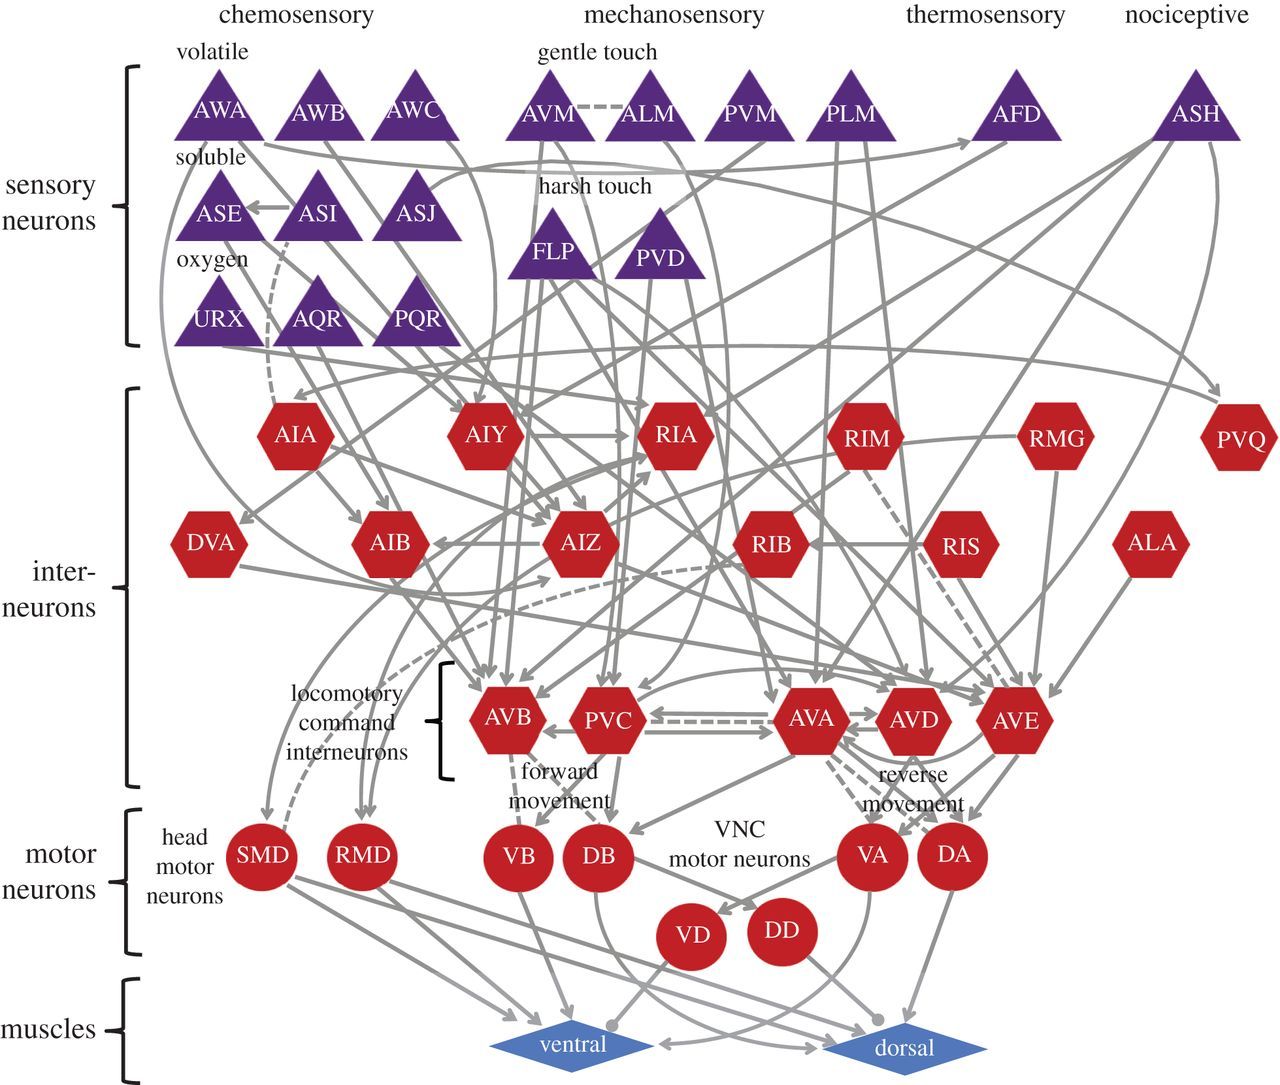 chemosensory mechanosensory thermosensory nociceptive
volatile gentle touch
AWA AWB AWC AVM ALM PVM PLM AFD ASH
soluble
harsh touch
sensory
neurons
ASE ASI ASJ
FLP PVD
oxygen
URX AQR PQR
AIA AIY RIA RIM RMG PVQ
DVA AIB AIZ RIB RIS ALA
inter-
neurons
locomotory
command
interneurons
AVB PVC AVA AVD AVE
forward
movement
reverse
movement
motor
neurons
head
motor
neurons
SMD RMD VB DB
VNC
motor neurons
VA DA
VD DD
muscles
ventral dorsal